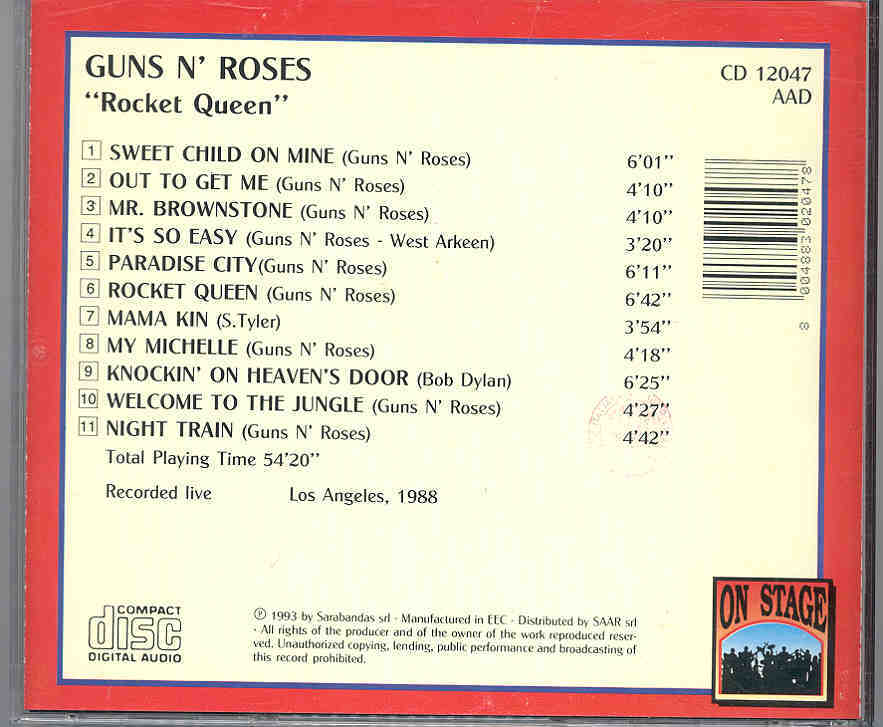 GUNS N' ROSES
"Rocket Queen"
CD 12047
AAD
1 SWEET CHILD ON MINE (Guns N' Roses) 6'01"
2 OUT TO GET ME (Guns N' Roses) 4'10"
3 MR. BROWNSTONE (Guns N' Roses) 4'10"
4 IT'S SO EASY (Guns N' Roses - West Arkeen) 3'20"
5 PARADISE CITY(Guns N' Roses) 6'11"
6 ROCKET QUEEN (Guns N' Roses) 6'42"
7 MAMA KIN (S.Tyler) 3'54"
8 MY MICHELLE (Guns N' Roses) 4'18"
9 KNOCKIN' ON HEAVEN'S DOOR (Bob Dylan) 6'25"
10 WELCOME TO THE JUNGLE (Guns N' Roses) 4'27"
11 NIGHT TRAIN (Guns N' Roses) 4'42"
Total Playing Time 54'20"
Recorded live Los Angeles, 1988
8 004883 020478
COMPACT
disc
DIGITAL AUDIO
℗ 1993 by Sarabandas srl - Manufactured in EEC - Distributed by SAAR srl
- All rights of the producer and of the owner of the work reproduced reser-
ved. Unauthorized copying, lending, public performance and broadcasting of
this record prohibited.
ON STAGE